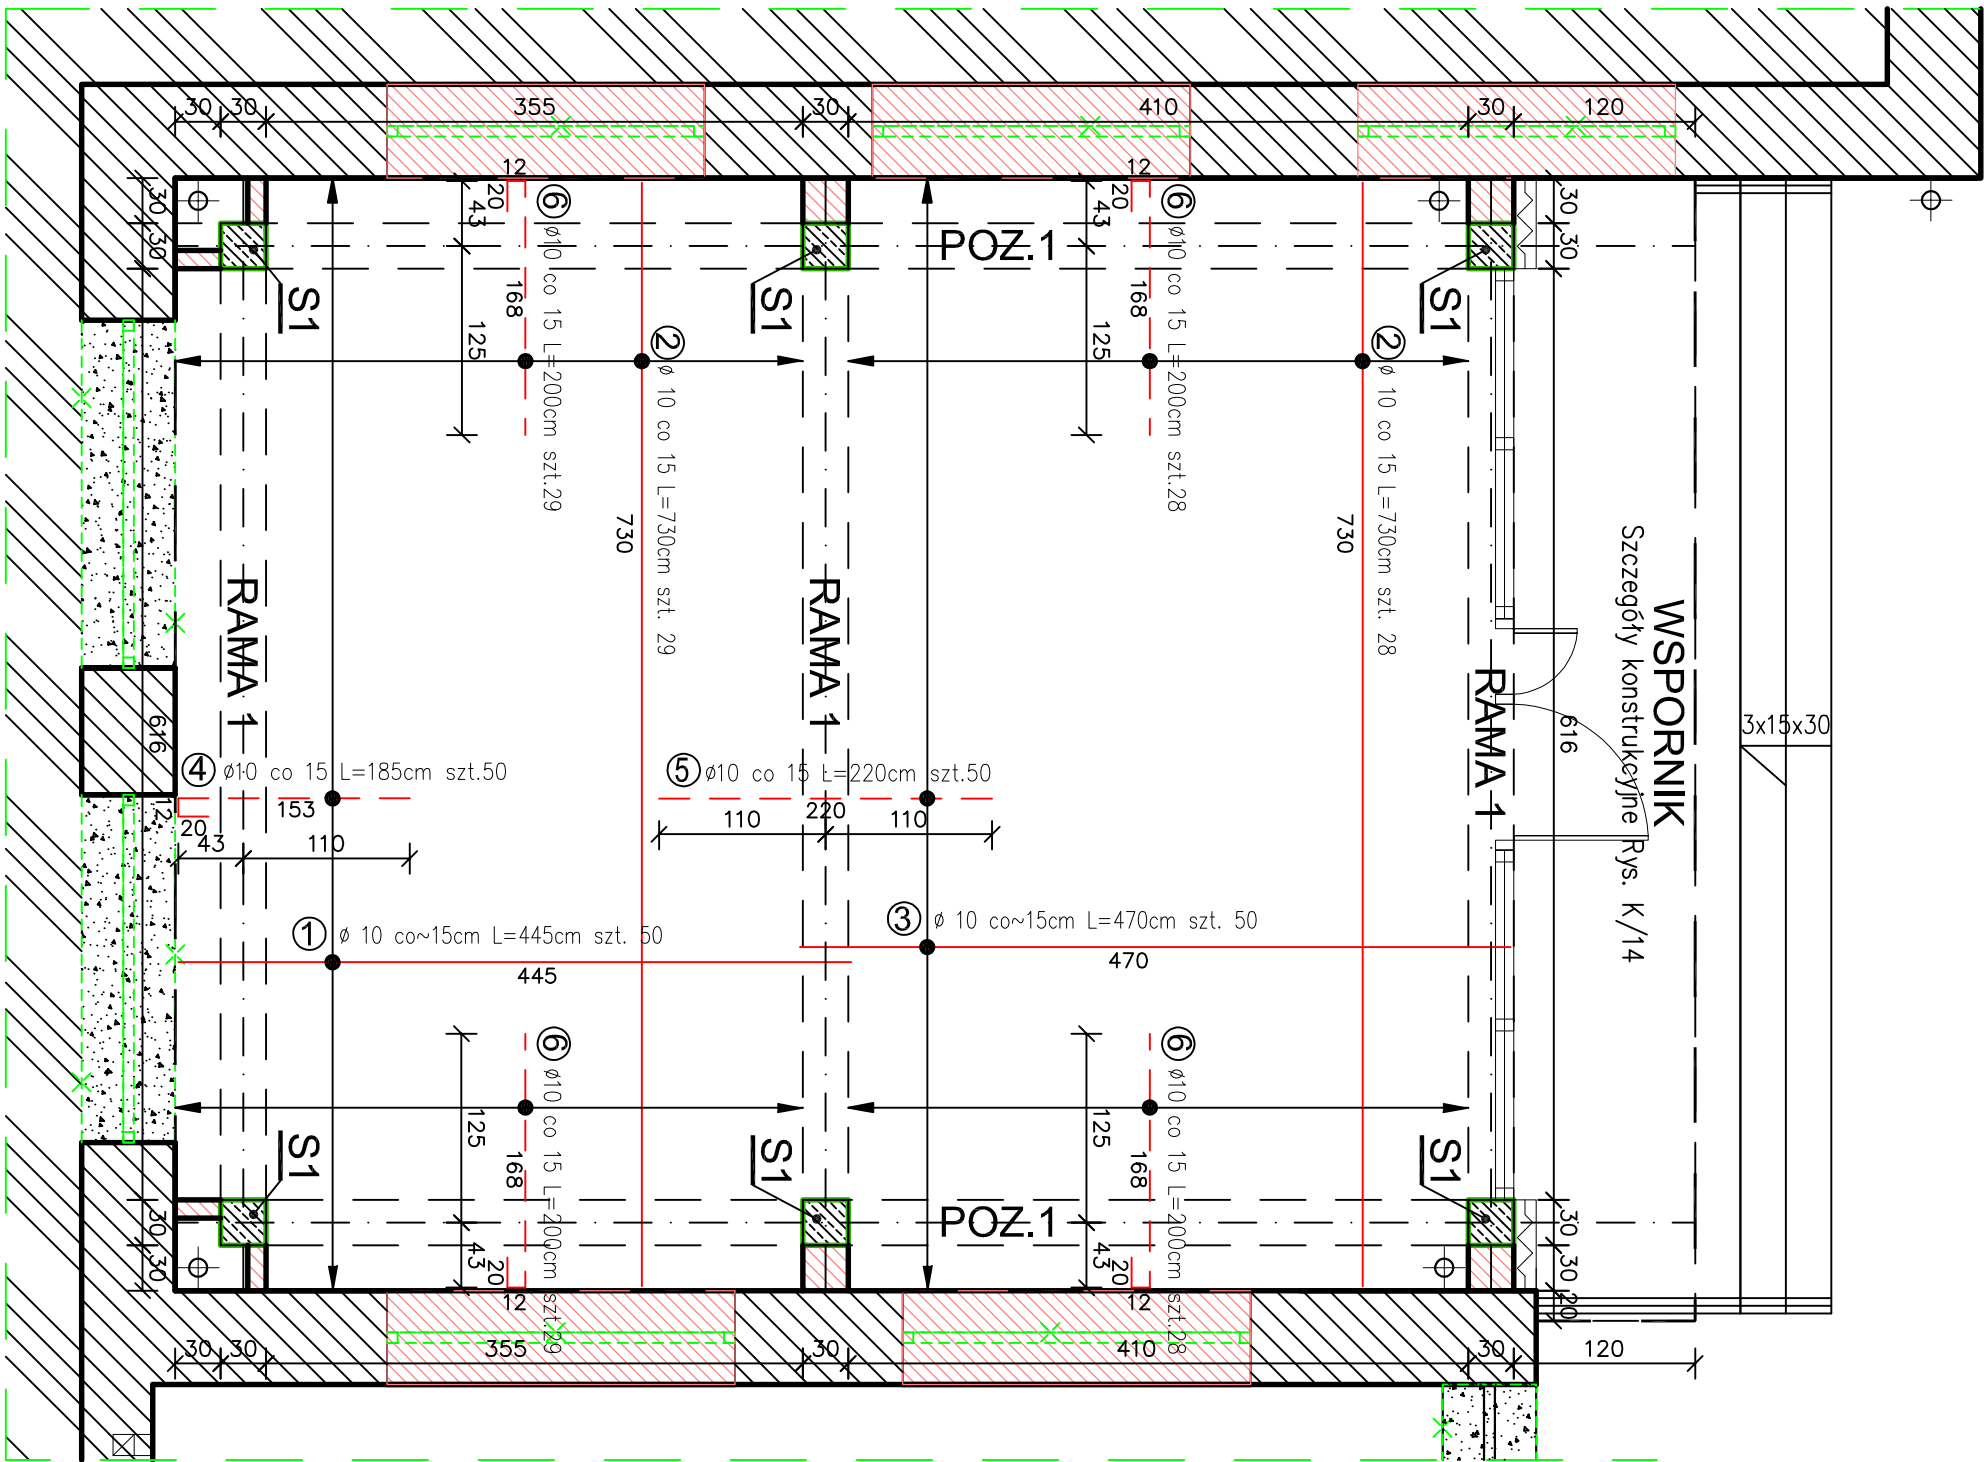 30 30 355 30 410 30 120
12 12
20 20
43 43
30 30
30 30
6 ø10 co 15 L=200cm szt.29
6 ø10 co 15 L=200cm szt.28
POZ.1
S1 S1 S1
168 168
125 125
2 ø 10 co 15 L=730cm szt. 29
2 ø 10 co 15 L=730cm szt. 28
730 730
RAMA 1
RAMA 1
RAMA 1
WSPORNIK
Szczegóły konstrukcyjne Rys. K/14
3x15x30
616 616
4 ø10 co 15 L=185cm szt.50
5 ø10 co 15 L=220cm szt.50
12 153
20
43 110
220
110 110
1 ø 10 co~15cm L=445cm szt. 50
445
3 ø 10 co~15cm L=470cm szt. 50
470
6 ø10 co 15 L=200cm szt.29
6 ø10 co 15 L=200cm szt.28
125 125
168 168
S1 S1 S1
POZ.1
43 43
20 20
12 12
30 30
30 30 20
30 30 355 30 410 30 120